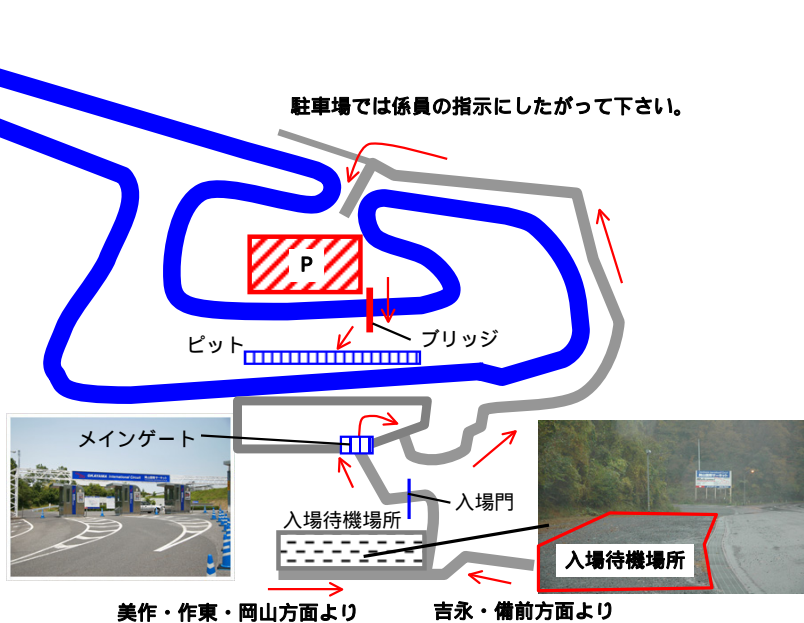 駐車場では係員の指示にしたがって下さい。
P
ピット
ブリッジ
メインゲート
OKAYAMA International Circuit
入場門
入場待機場所
入場待機場所
美作・作東・岡山方面より
吉永・備前方面より